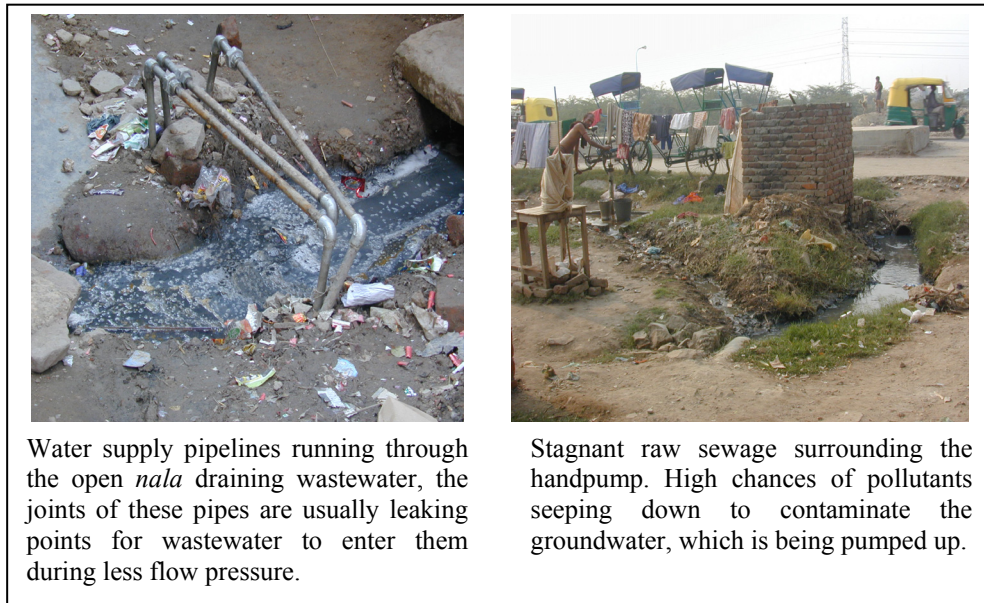 Water supply pipelines running through
the open nala draining wastewater, the
joints of these pipes are usually leaking
points for wastewater to enter them
during less flow pressure.
Stagnant raw sewage surrounding the
handpump. High chances of pollutants
seeping down to contaminate the
groundwater, which is being pumped up.